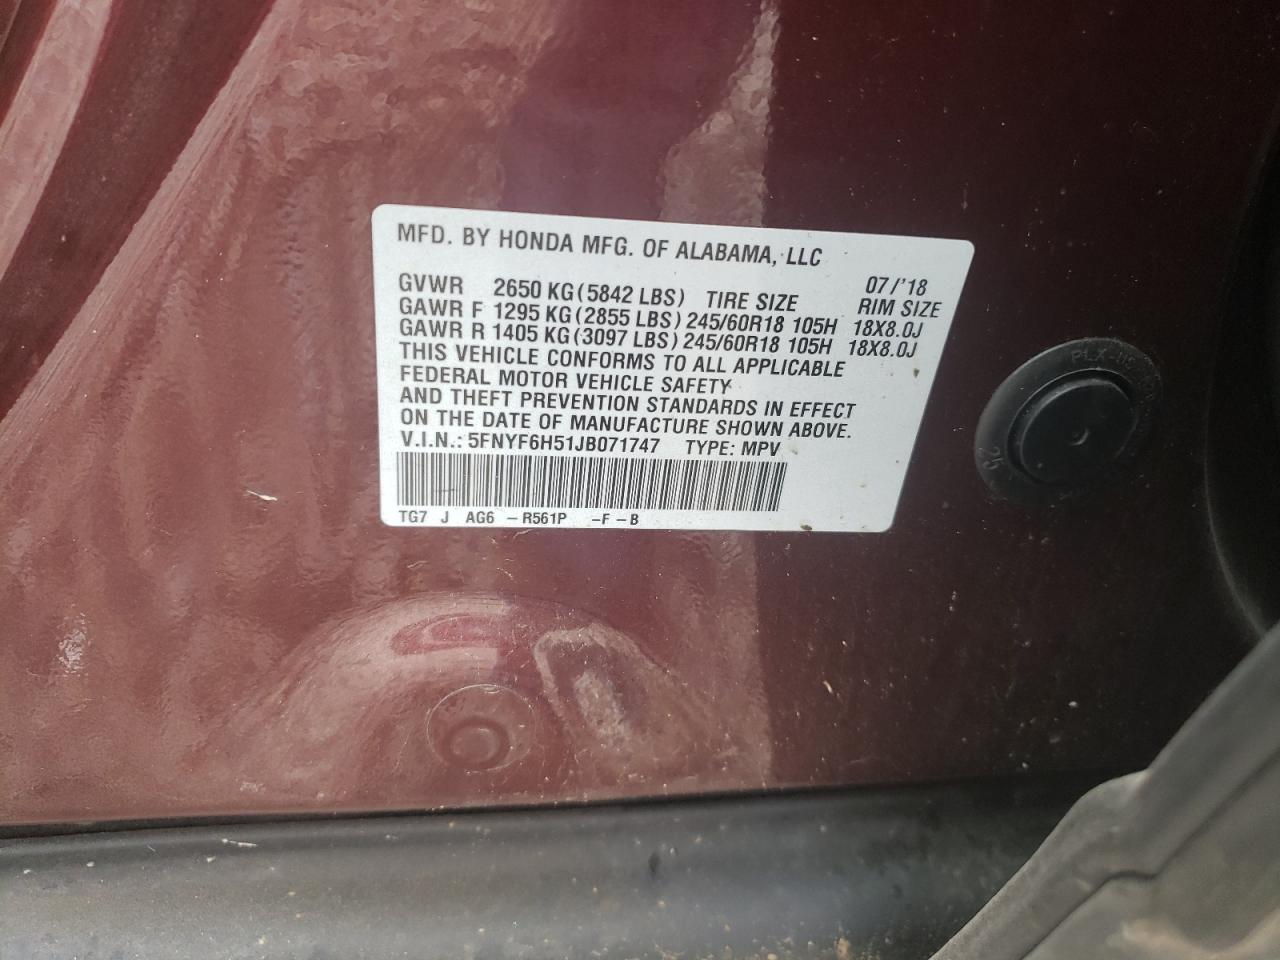 MFD. BY HONDA MFG. OF ALABAMA, LLC
07/'18
GVWR 2650 KG(5842 LBS) TIRE SIZE RIM SIZE
GAWR F 1295 KG(2855 LBS) 245/60R18 105H 18X8.0J
GAWR R 1405 KG(3097 LBS) 245/60R18 105H 18X8.0J
THIS VEHICLE CONFORMS TO ALL APPLICABLE
FEDERAL MOTOR VEHICLE SAFETY
AND THEFT PREVENTION STANDARDS IN EFFECT
ON THE DATE OF MANUFACTURE SHOWN ABOVE.
V.I.N.: 5FNYF6H51JB071747 TYPE: MPV
TG7 J AG6 -R561P -F-B
25